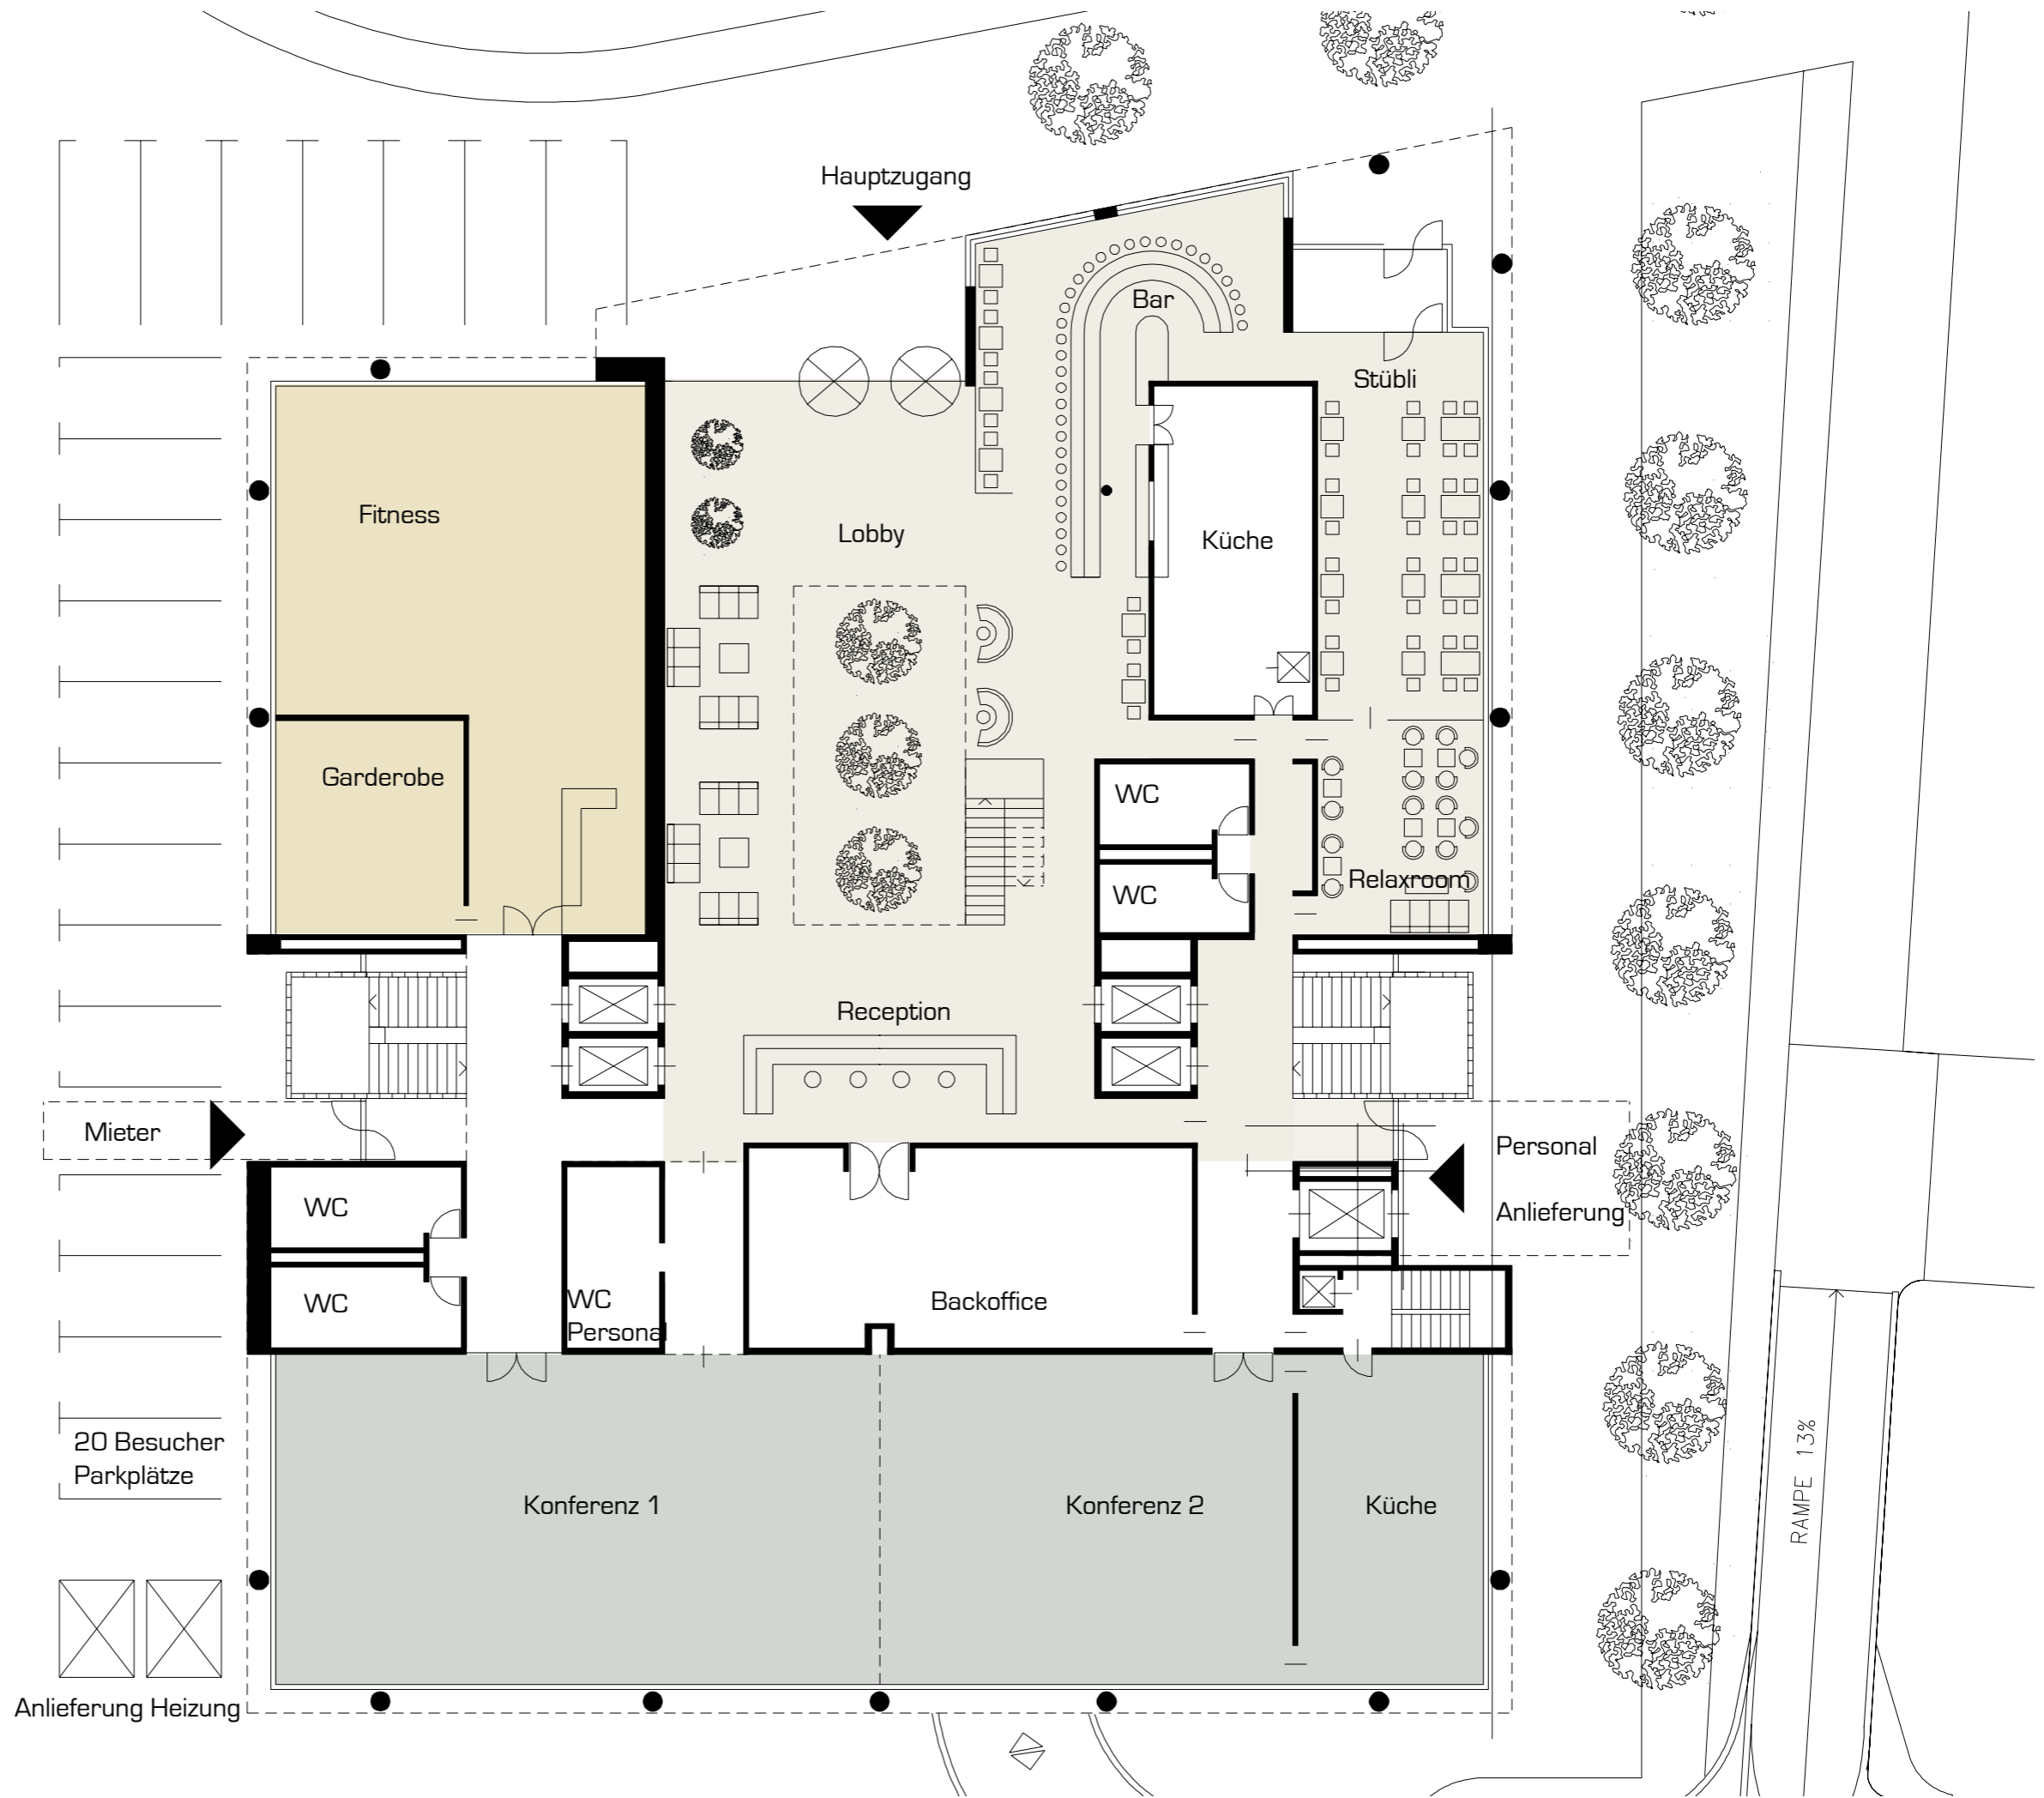 Hauptzugang
Bar
Stübli
Fitness
Lobby
Küche
Garderobe
WC
WC
Relaxroom
Reception
Mieter
Personal
Anlieferung
WC
WC
WC
Personal
Backoffice
20 Besucher
Parkplätze
Konferenz 1
Konferenz 2
Küche
RAMPE 13%
Anlieferung Heizung